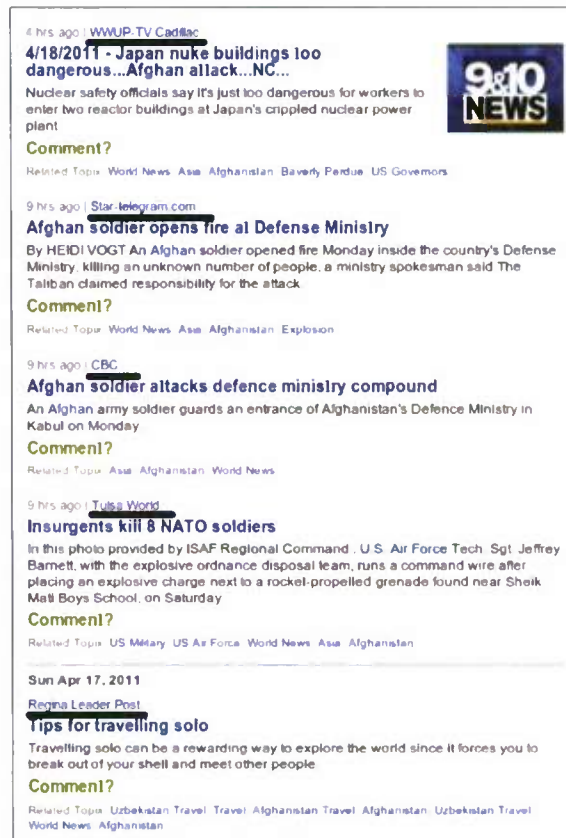 4 hrs ago | WWUP-TV Cadillac
4/18/2011 - Japan nuke buildings too
dangerous...Afghan attack...NC...
Nuclear safety officials say it's just too dangerous for workers to
enter two reactor buildings at Japan's crippled nuclear power
plant
Comment?
Related Topix World News Asia Afghanistan Baverly Perdue US Governors
9&10
NEWS
9 hrs ago | Star-telegram.com
Afghan soldier opens fire at Defense Ministry
By HEIDI VOGT An Afghan soldier opened fire Monday inside the country's Defense
Ministry, killing an unknown number of people, a ministry spokesman said The
Taliban claimed responsibility for the attack
Comment?
Related Topix World News Asia Afghanistan Explosion
9 hrs ago | CBC
Afghan soldier attacks defence ministry compound
An Afghan army soldier guards an entrance of Afghanistan's Defence Ministry in
Kabul on Monday
Comment?
Related Topix Asia Afghanistan World News
9 hrs ago | Tulsa World
Insurgents kill 8 NATO soldiers
In this photo provided by ISAF Regional Command , U.S. Air Force Tech. Sgt. Jeffrey
Barnett, with the explosive ordnance disposal team, runs a command wire after
placing an explosive charge next to a rocket-propelled grenade found near Sheik
Mati Boys School, on Saturday
Comment?
Related Topix US Military US Air Force World News Asia Afghanistan
Sun Apr 17, 2011
Regina Leader Post
Tips for travelling solo
Travelling solo can be a rewarding way to explore the world since it forces you to
break out of your shell and meet other people
Comment?
Related Topix Uzbekistan Travel Travel Afghanistan Travel Afghanistan Uzbekistan Travel
World News Afghanistan